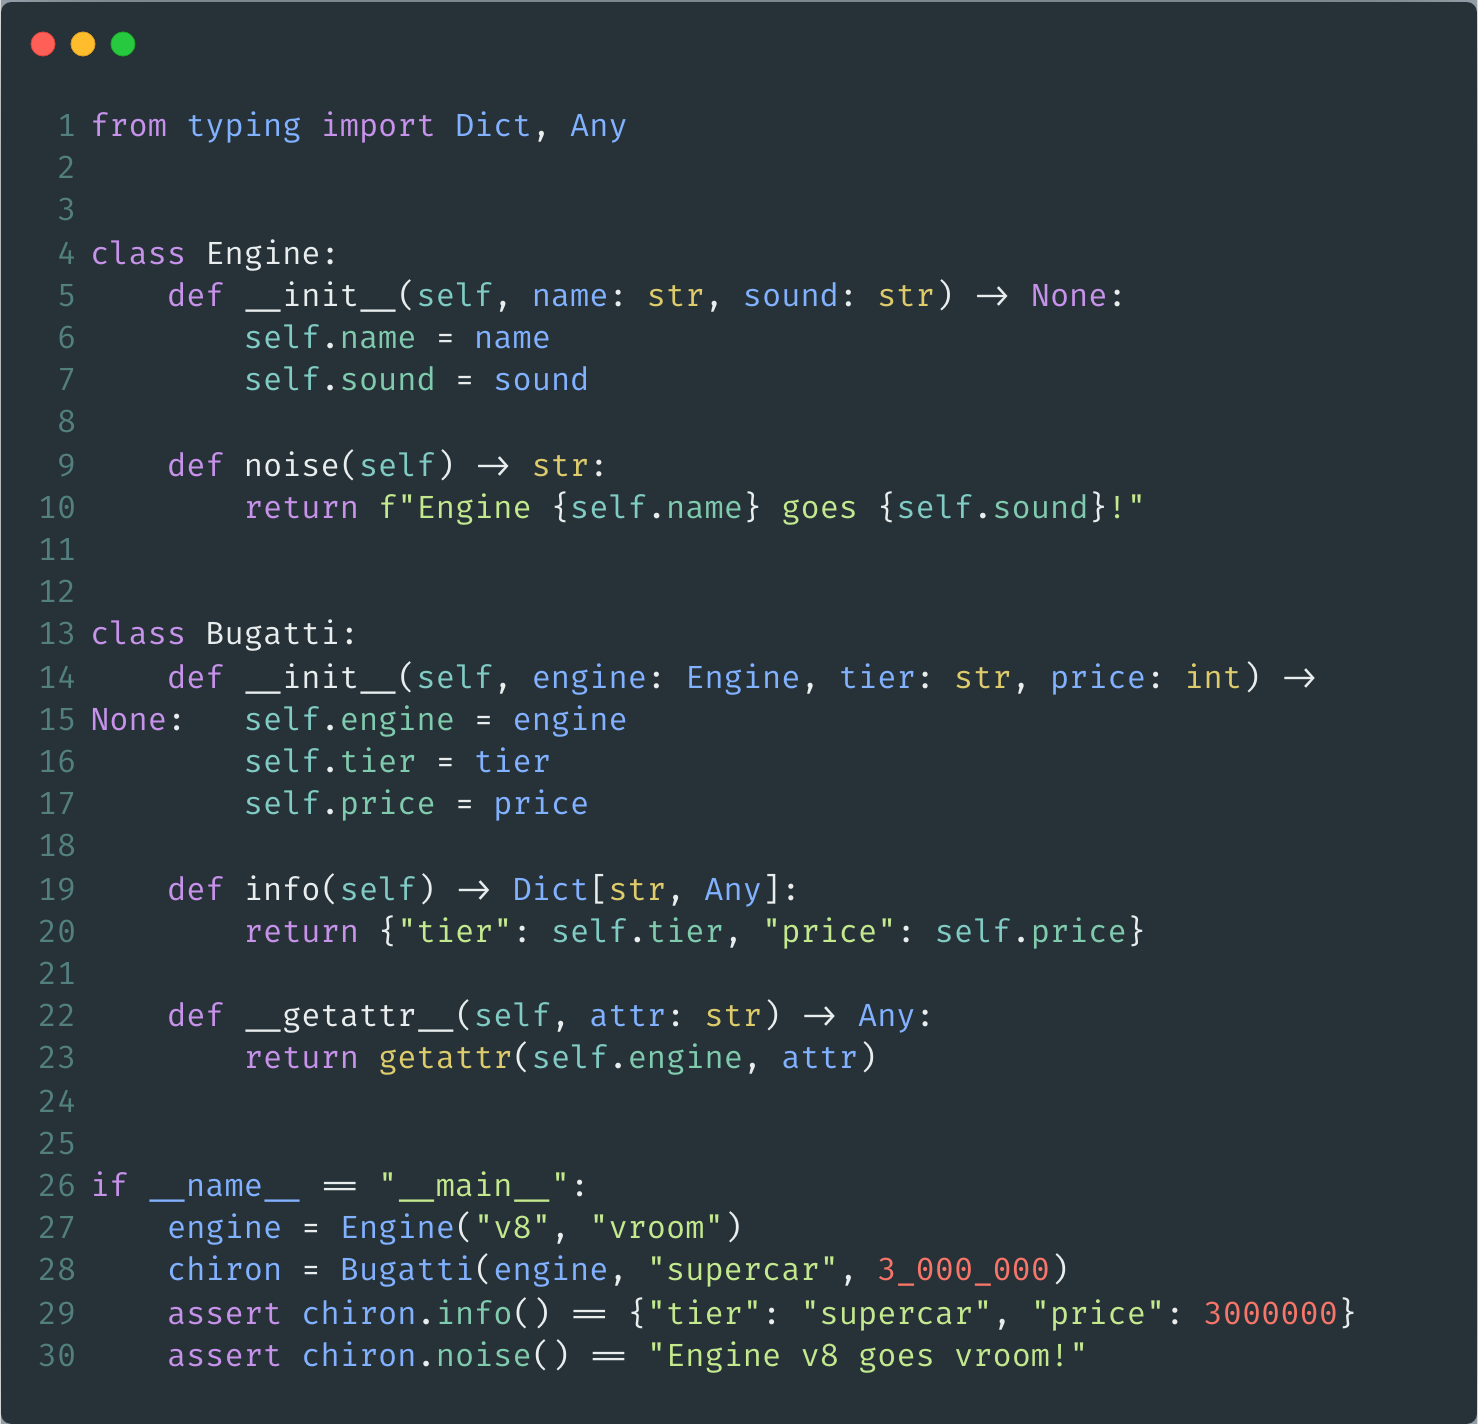 1 from typing import Dict, Any
2
3
4 class Engine:
5     def __init__(self, name: str, sound: str) -> None:
6         self.name = name
7         self.sound = sound
8
9     def noise(self) -> str:
10         return f"Engine {self.name} goes {self.sound}!"
11
12
13 class Bugatti:
14     def __init__(self, engine: Engine, tier: str, price: int) ->
15 None:   self.engine = engine
16         self.tier = tier
17         self.price = price
18
19     def info(self) -> Dict[str, Any]:
20         return {"tier": self.tier, "price": self.price}
21
22     def __getattr__(self, attr: str) -> Any:
23         return getattr(self.engine, attr)
24
25
26 if __name__ == "__main__":
27     engine = Engine("v8", "vroom")
28     chiron = Bugatti(engine, "supercar", 3_000_000)
29     assert chiron.info() == {"tier": "supercar", "price": 3000000}
30     assert chiron.noise() == "Engine v8 goes vroom!"